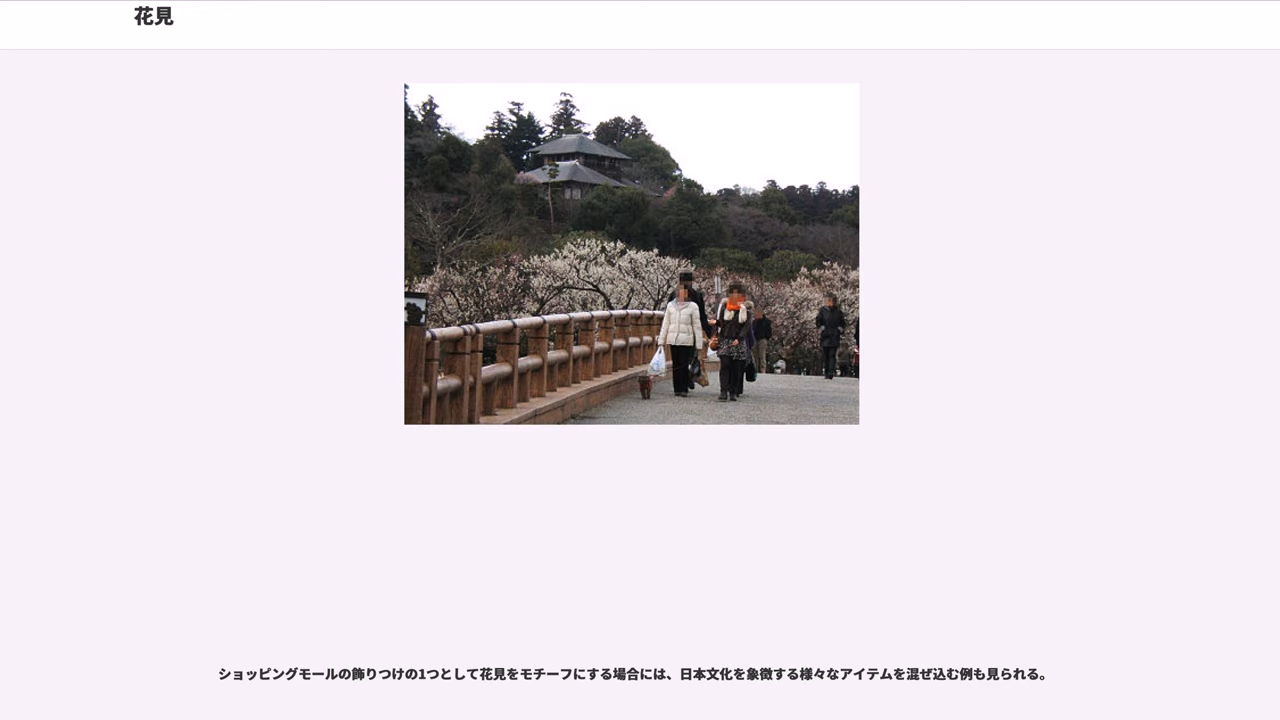 花見
ショッピングモールの飾りつけの1つとして花見をモチーフにする場合には、日本文化を象徴する様々なアイテムを混ぜ込む例も見られる。